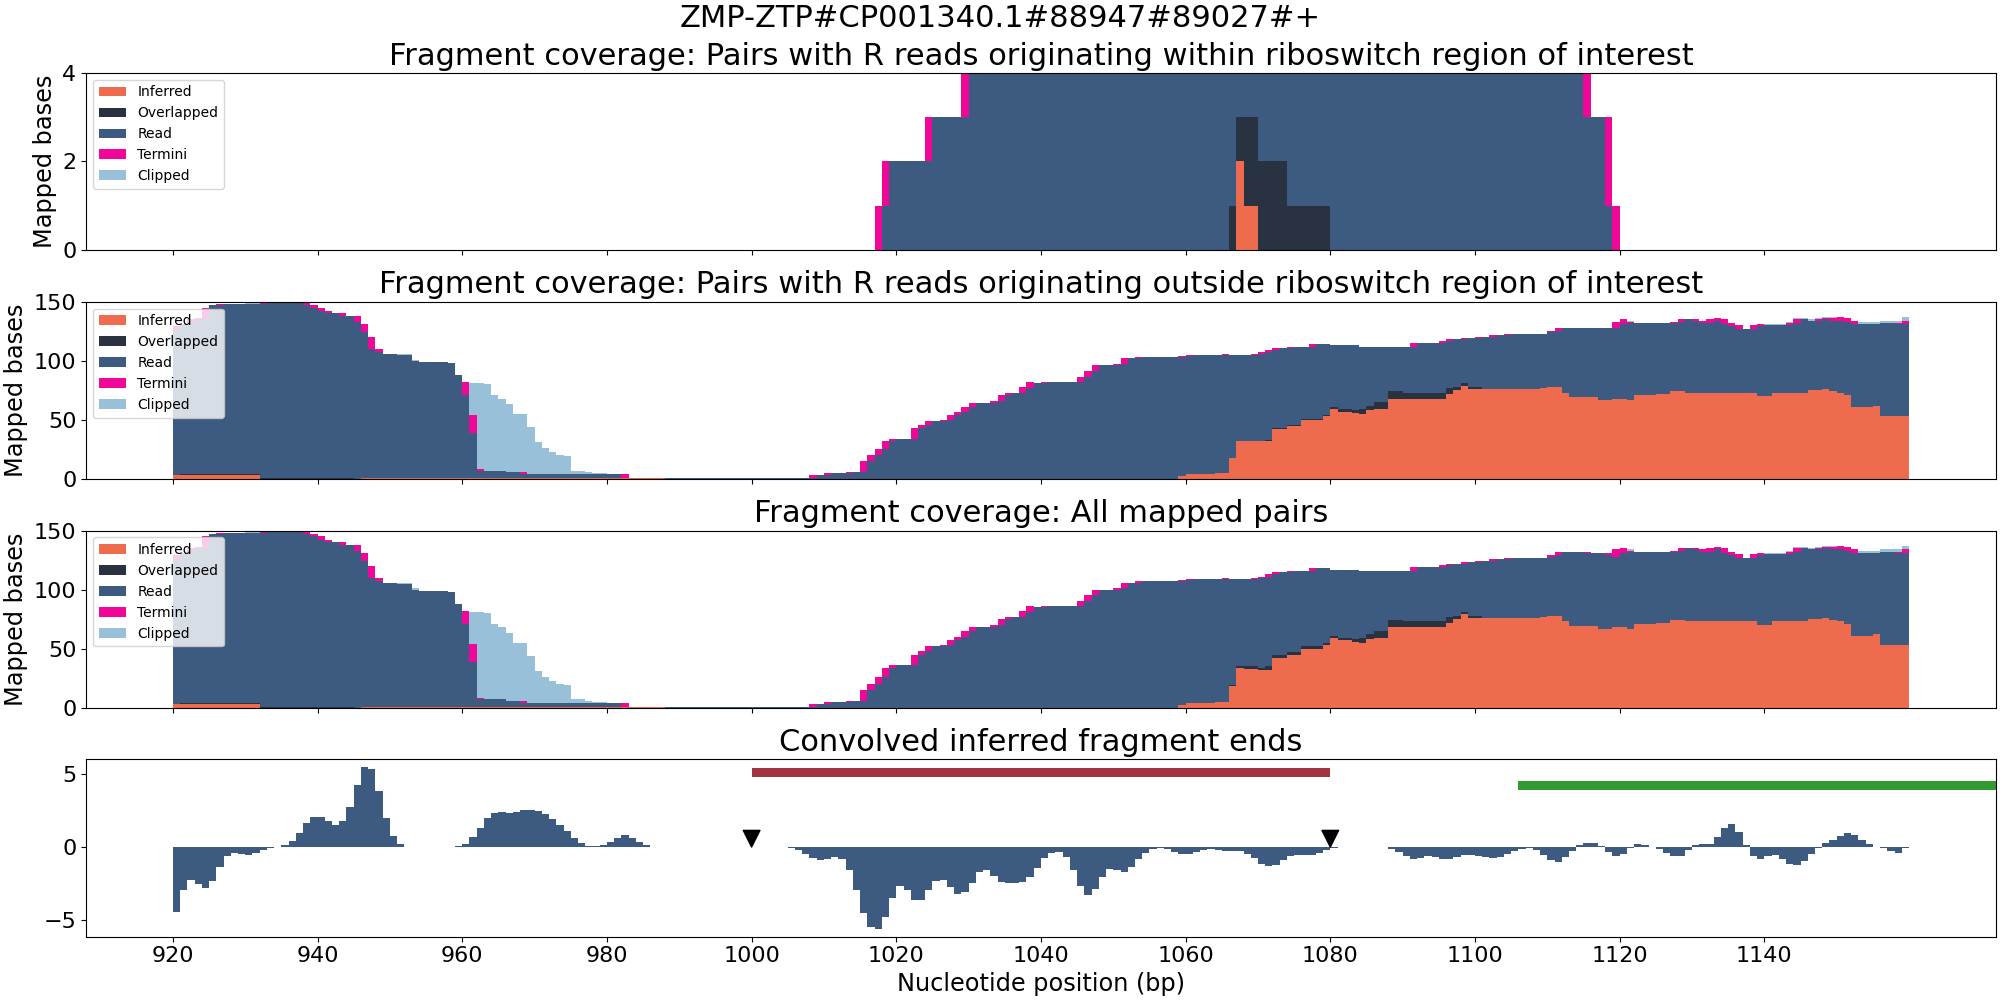 ZMP-ZTP#CP001340.1#88947#89027#+
Fragment coverage: Pairs with R reads originating within riboswitch region of interest
Mapped bases
4
2
0
Inferred
Overlapped
Read
Termini
Clipped
Fragment coverage: Pairs with R reads originating outside riboswitch region of interest
Mapped bases
150
100
50
0
Inferred
Overlapped
Read
Termini
Clipped
Fragment coverage: All mapped pairs
Mapped bases
150
100
50
0
Inferred
Overlapped
Read
Termini
Clipped
Convolved inferred fragment ends
5
0
−5
920 940 960 980 1000 1020 1040 1060 1080 1100 1120 1140
Nucleotide position (bp)